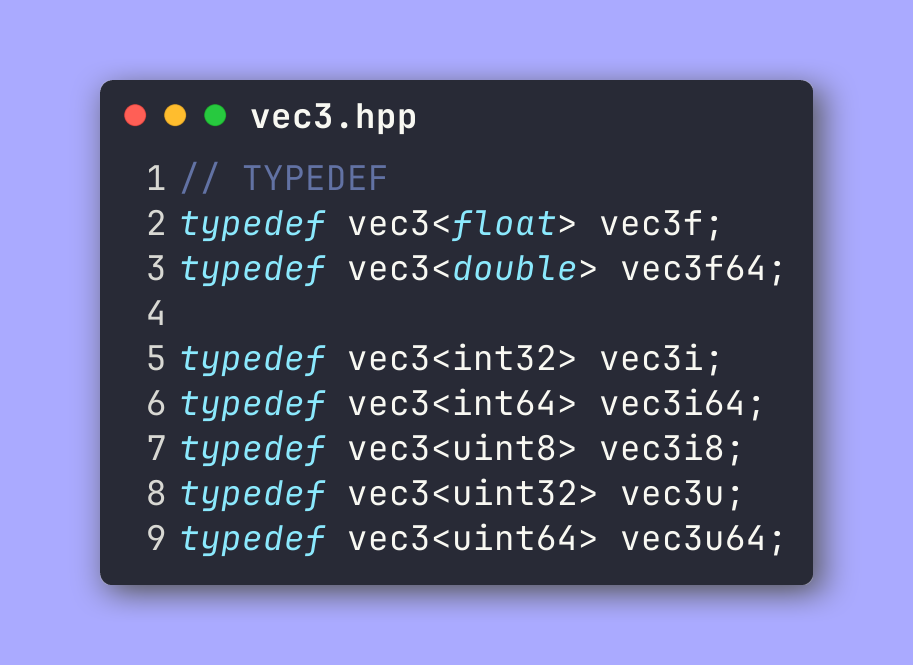 vec3.hpp
1 // TYPEDEF
2 typedef vec3<float> vec3f;
3 typedef vec3<double> vec3f64;
4
5 typedef vec3<int32> vec3i;
6 typedef vec3<int64> vec3i64;
7 typedef vec3<uint8> vec3i8;
8 typedef vec3<uint32> vec3u;
9 typedef vec3<uint64> vec3u64;